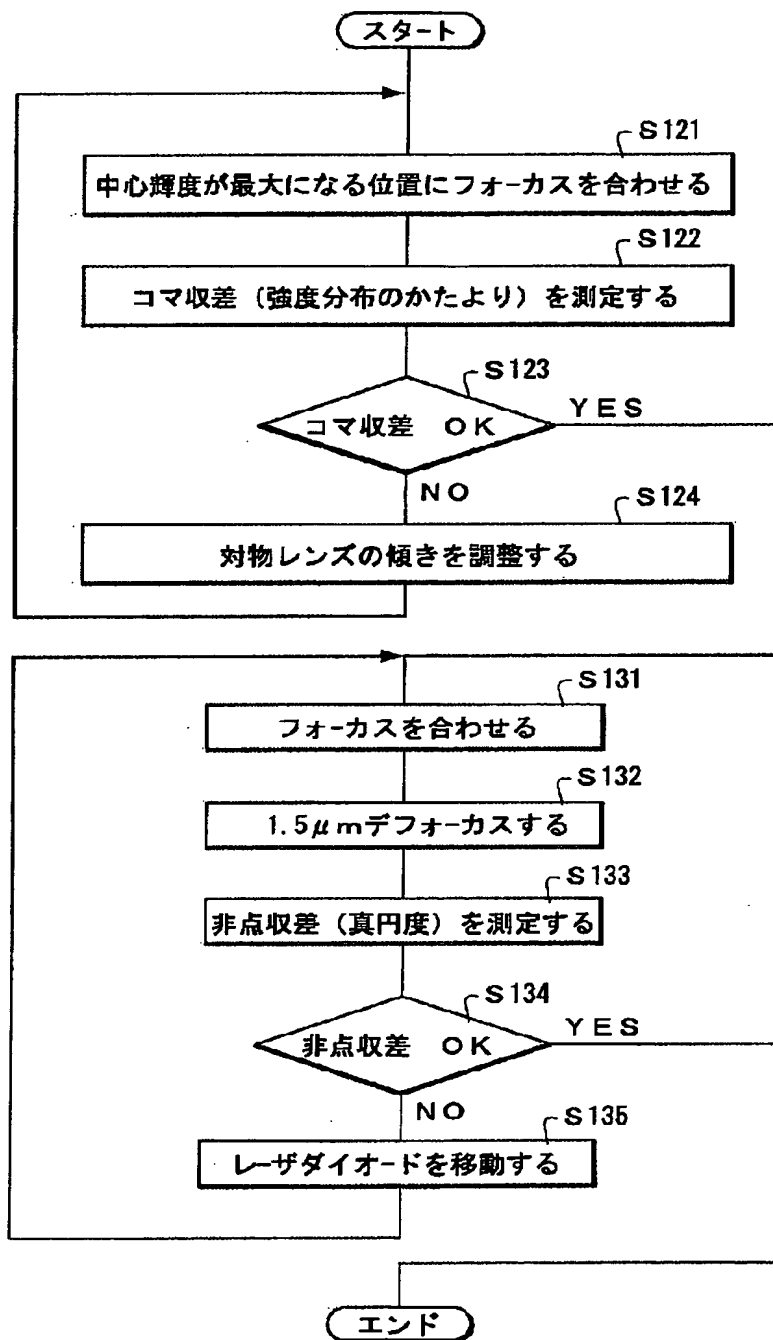 スタート
S121
中心輝度が最大になる位置にフォーカスを合わせる
S122
コマ収差（強度分布のかたより）を測定する
S123
コマ収差 OK
YES
NO
S124
対物レンズの傾きを調整する
S131
フォーカスを合わせる
S132
1.5μmデフォーカスする
S133
非点収差（真円度）を測定する
S134
非点収差 OK
YES
NO
S135
レーザダイオードを移動する
エンド